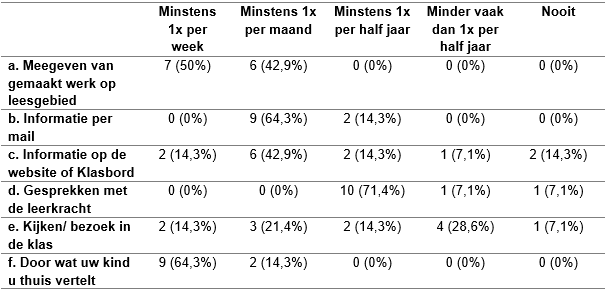 Minstens 1x per week Minstens 1x per maand Minstens 1x per half jaar Minder vaak dan 1x per half jaar Nooit
a. Meegeven van gemaakt werk op leesgebied 7 (50%) 6 (42,9%) 0 (0%) 0 (0%) 0 (0%)
b. Informatie per mail 0 (0%) 9 (64,3%) 2 (14,3%) 0 (0%) 0 (0%)
c. Informatie op de website of Klasbord 2 (14,3%) 6 (42,9%) 2 (14,3%) 1 (7,1%) 2 (14,3%)
d. Gesprekken met de leerkracht 0 (0%) 0 (0%) 10 (71,4%) 1 (7,1%) 1 (7,1%)
e. Kijken/ bezoek in de klas 2 (14,3%) 3 (21,4%) 2 (14,3%) 4 (28,6%) 1 (7,1%)
f. Door wat uw kind u thuis vertelt 9 (64,3%) 2 (14,3%) 0 (0%) 0 (0%) 0 (0%)